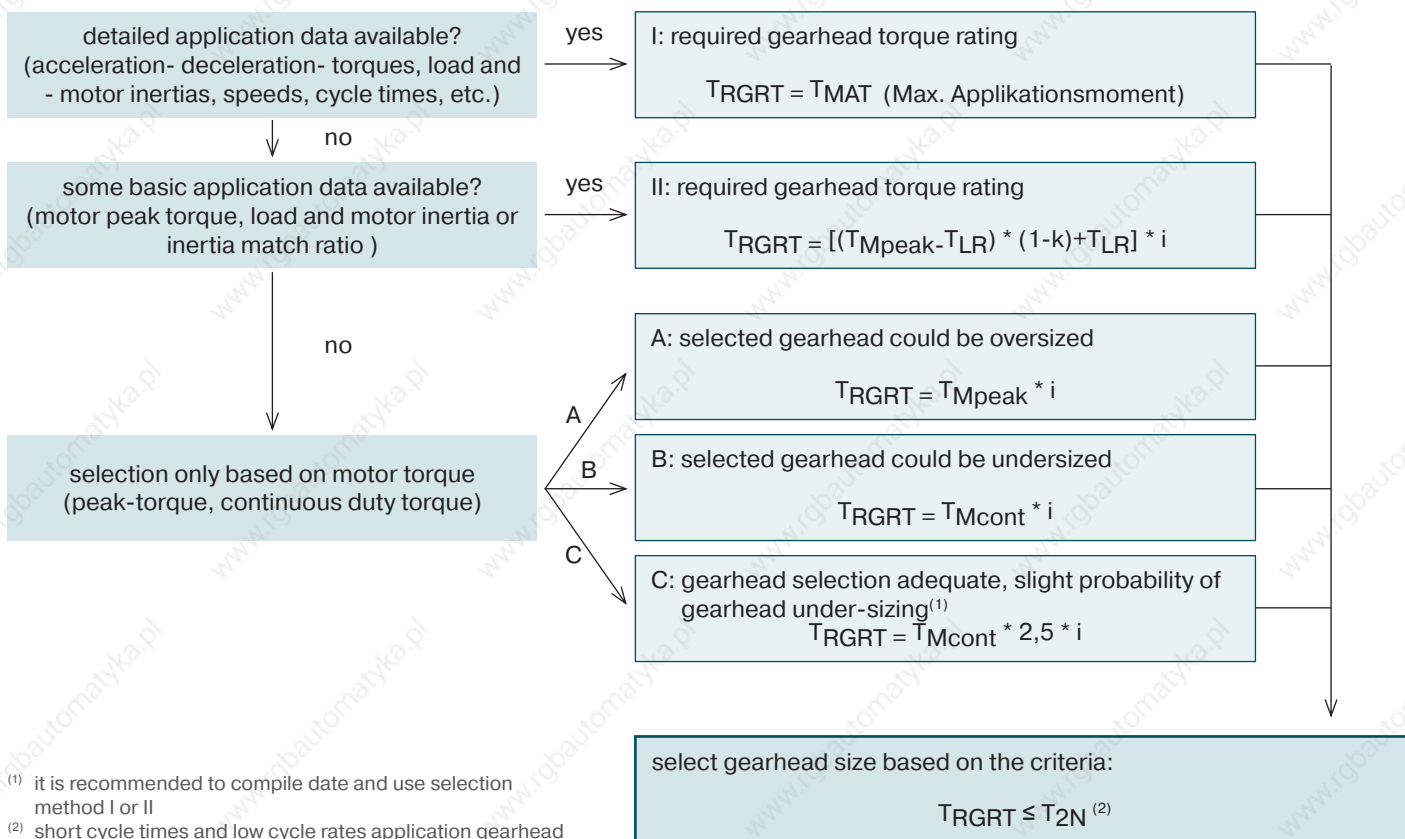 detailed application data available?
(acceleration- deceleration- torques, load and
- motor inertias, speeds, cycle times, etc.)
yes
I: required gearhead torque rating
TRGRT = TMAT (Max. Applikationsmoment)
no
some basic application data available?
(motor peak torque, load and motor inertia or
inertia match ratio )
yes
II: required gearhead torque rating
TRGRT = [(TMpeak-TLR) * (1-k)+TLR] * i
no
A: selected gearhead could be oversized
TRGRT = TMpeak * i
selection only based on motor torque
(peak-torque, continuous duty torque)
A
B
C
B: selected gearhead could be undersized
TRGRT = TMcont * i
C: gearhead selection adequate, slight probability of
gearhead under-sizing(1)
TRGRT = TMcont * 2,5 * i
select gearhead size based on the criteria:
TRGRT ≤ T2N (2)
(1) it is recommended to compile date and use selection
method I or II
(2) short cycle times and low cycle rates application gearhead
www.rgbautomatyka.pl